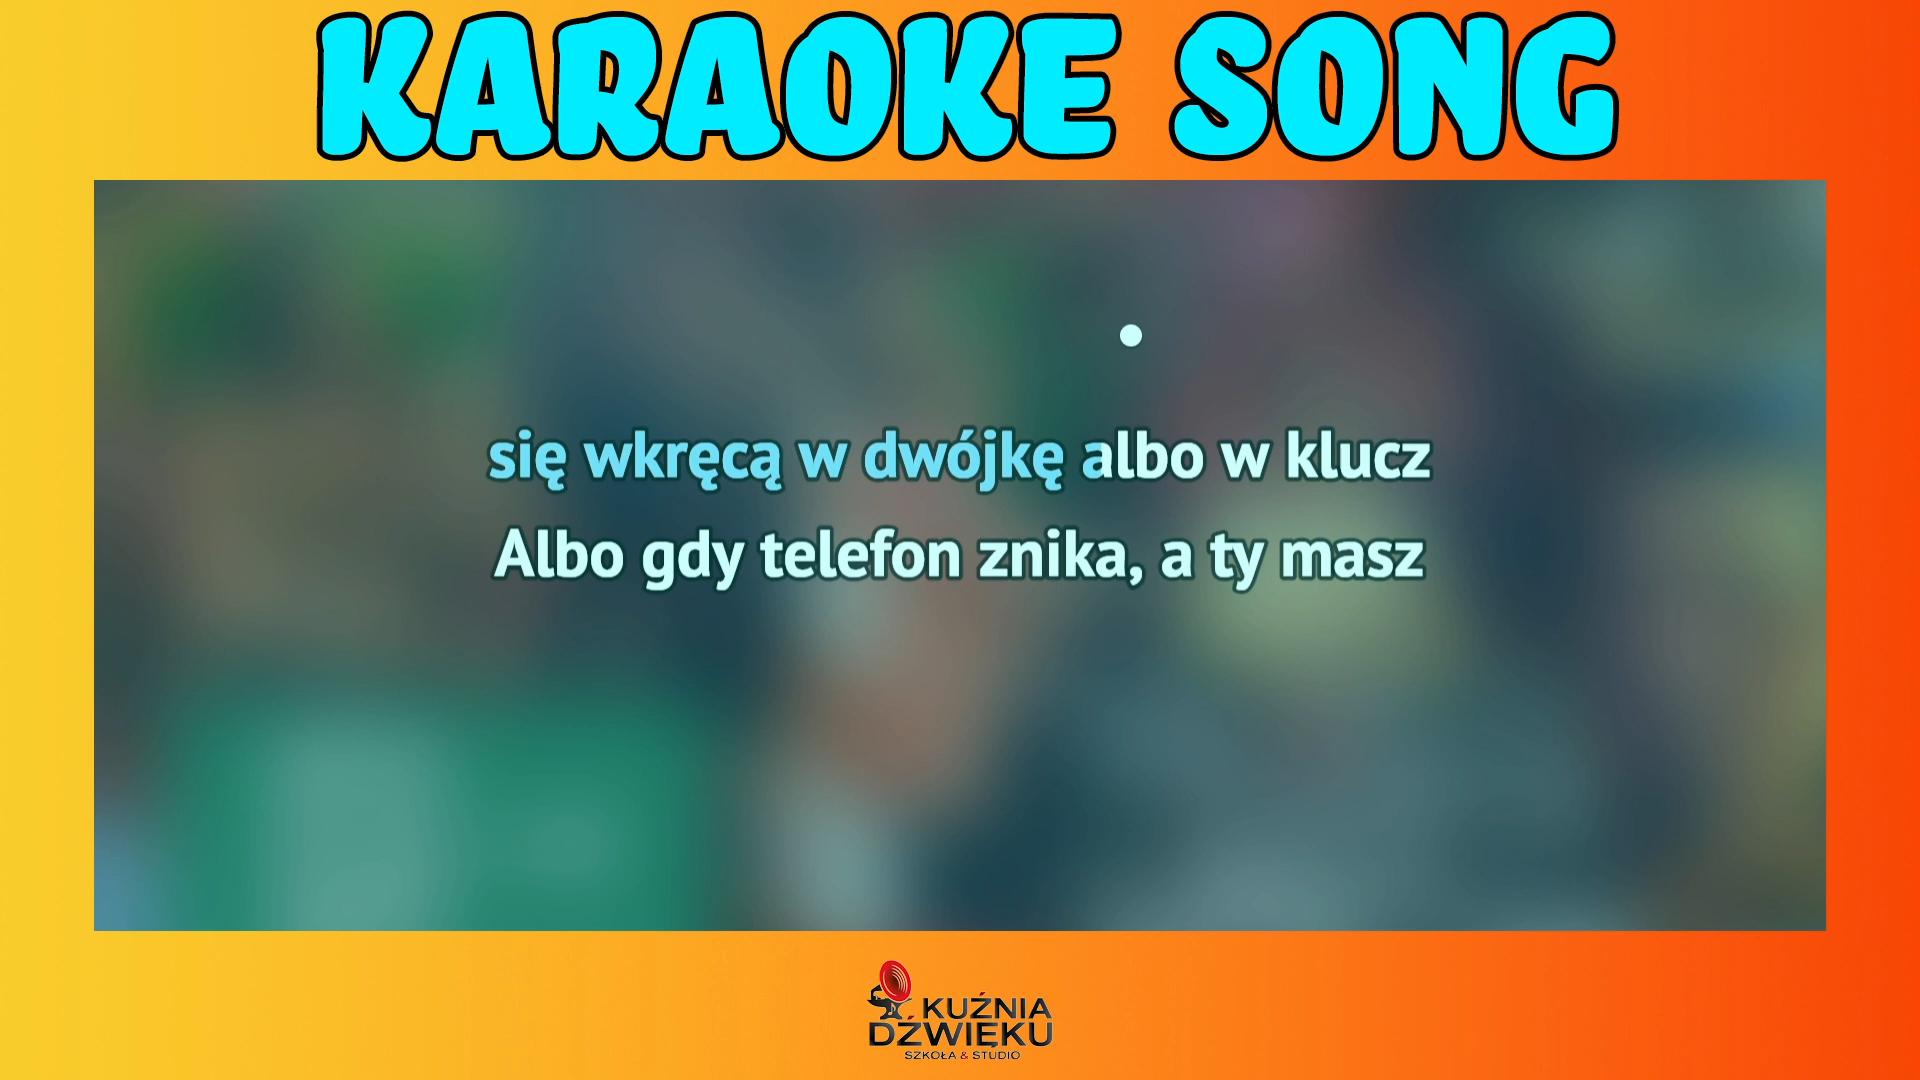 KARAOKE SONG
się wkręcą w dwójkę albo w klucz
Albo gdy telefon znika, a ty masz
KUŹNIA
DŹWIĘKU
SZKOŁA & STUDIO